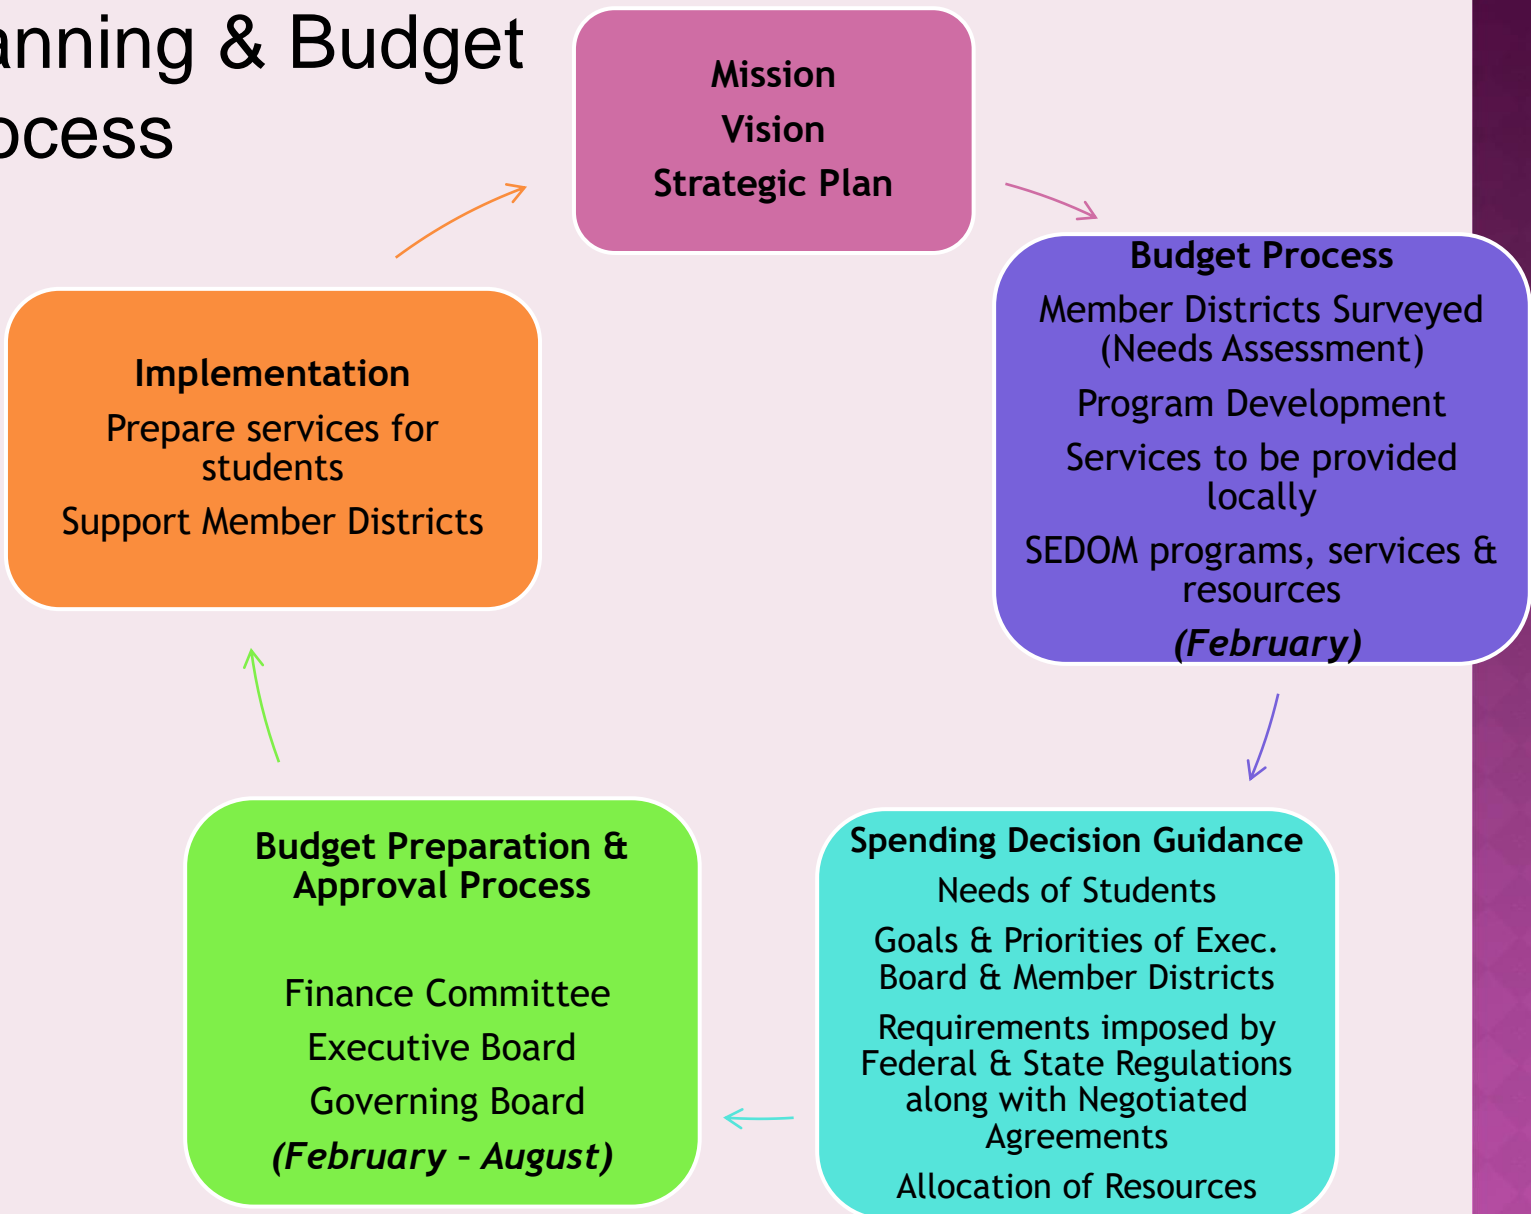 anning & Budget
ocess
Mission
Vision
Strategic Plan
Budget Process
Member Districts Surveyed
(Needs Assessment)
Program Development
Services to be provided
locally
SEDOM programs, services &
resources
(February)
Spending Decision Guidance
Needs of Students
Goals & Priorities of Exec.
Board & Member Districts
Requirements imposed by
Federal & State Regulations
along with Negotiated
Agreements
Allocation of Resources
Budget Preparation &
Approval Process
Finance Committee
Executive Board
Governing Board
(February – August)
Implementation
Prepare services for
students
Support Member Districts